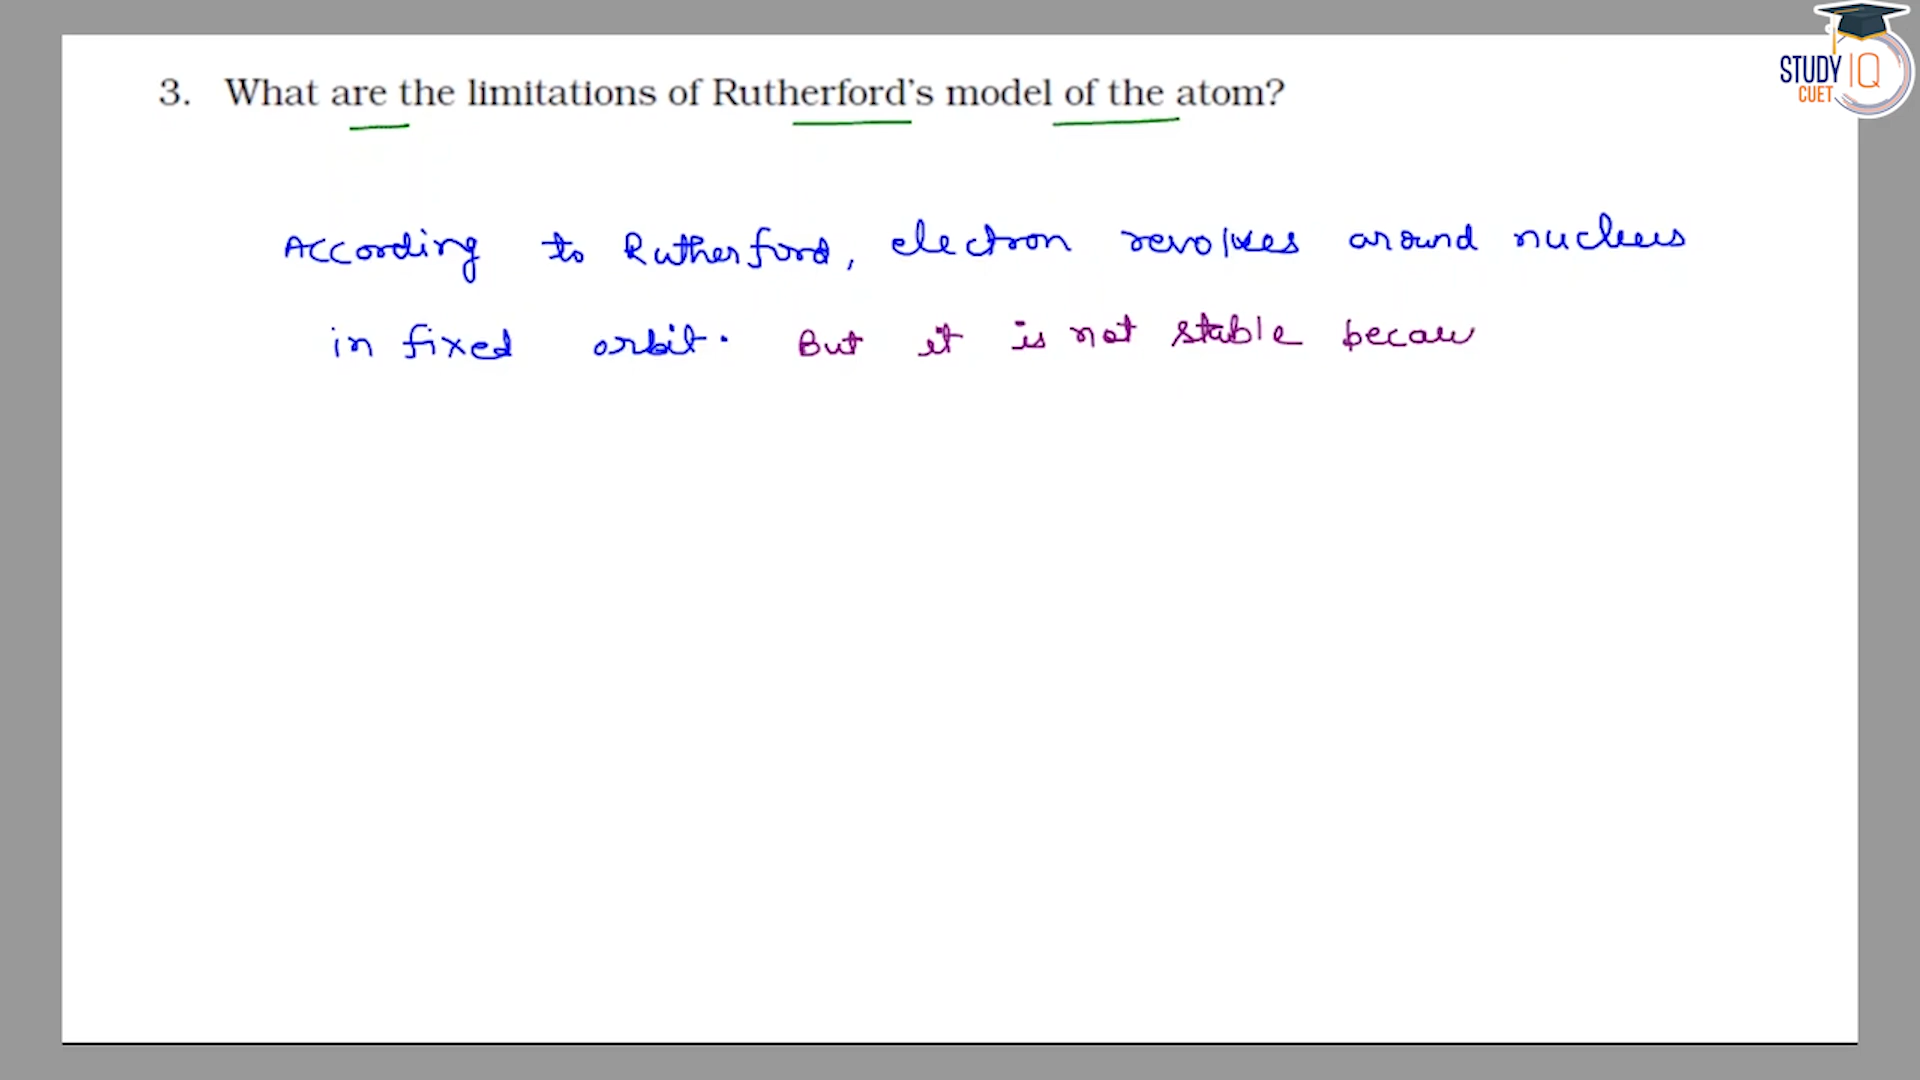 STUDY IQ
CUET
3. What are the limitations of Rutherford's model of the atom?
According to Rutherford, electron revolves around nucleus
in fixed orbit. But it is not stable becau